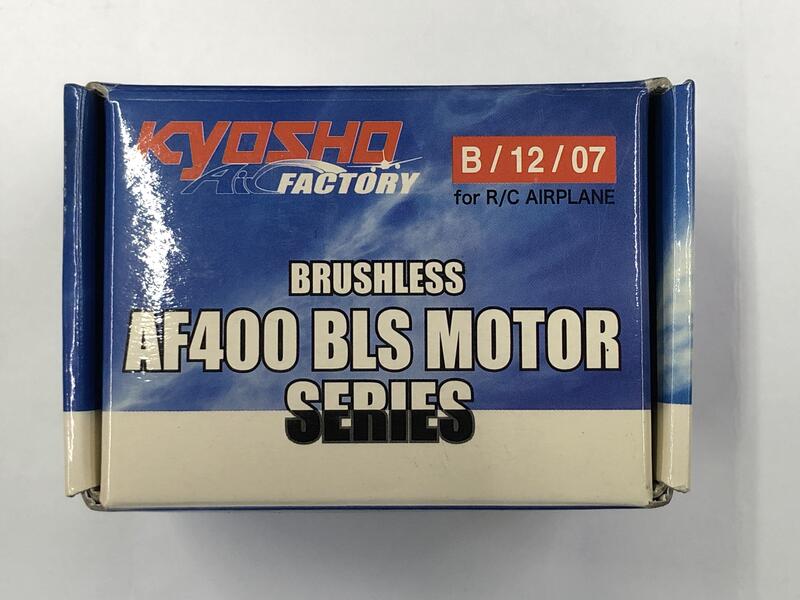 KYOSHO
Air FACTORY
B / 12 / 07
for R/C AIRPLANE
BRUSHLESS
AF400 BLS MOTOR
SERIES